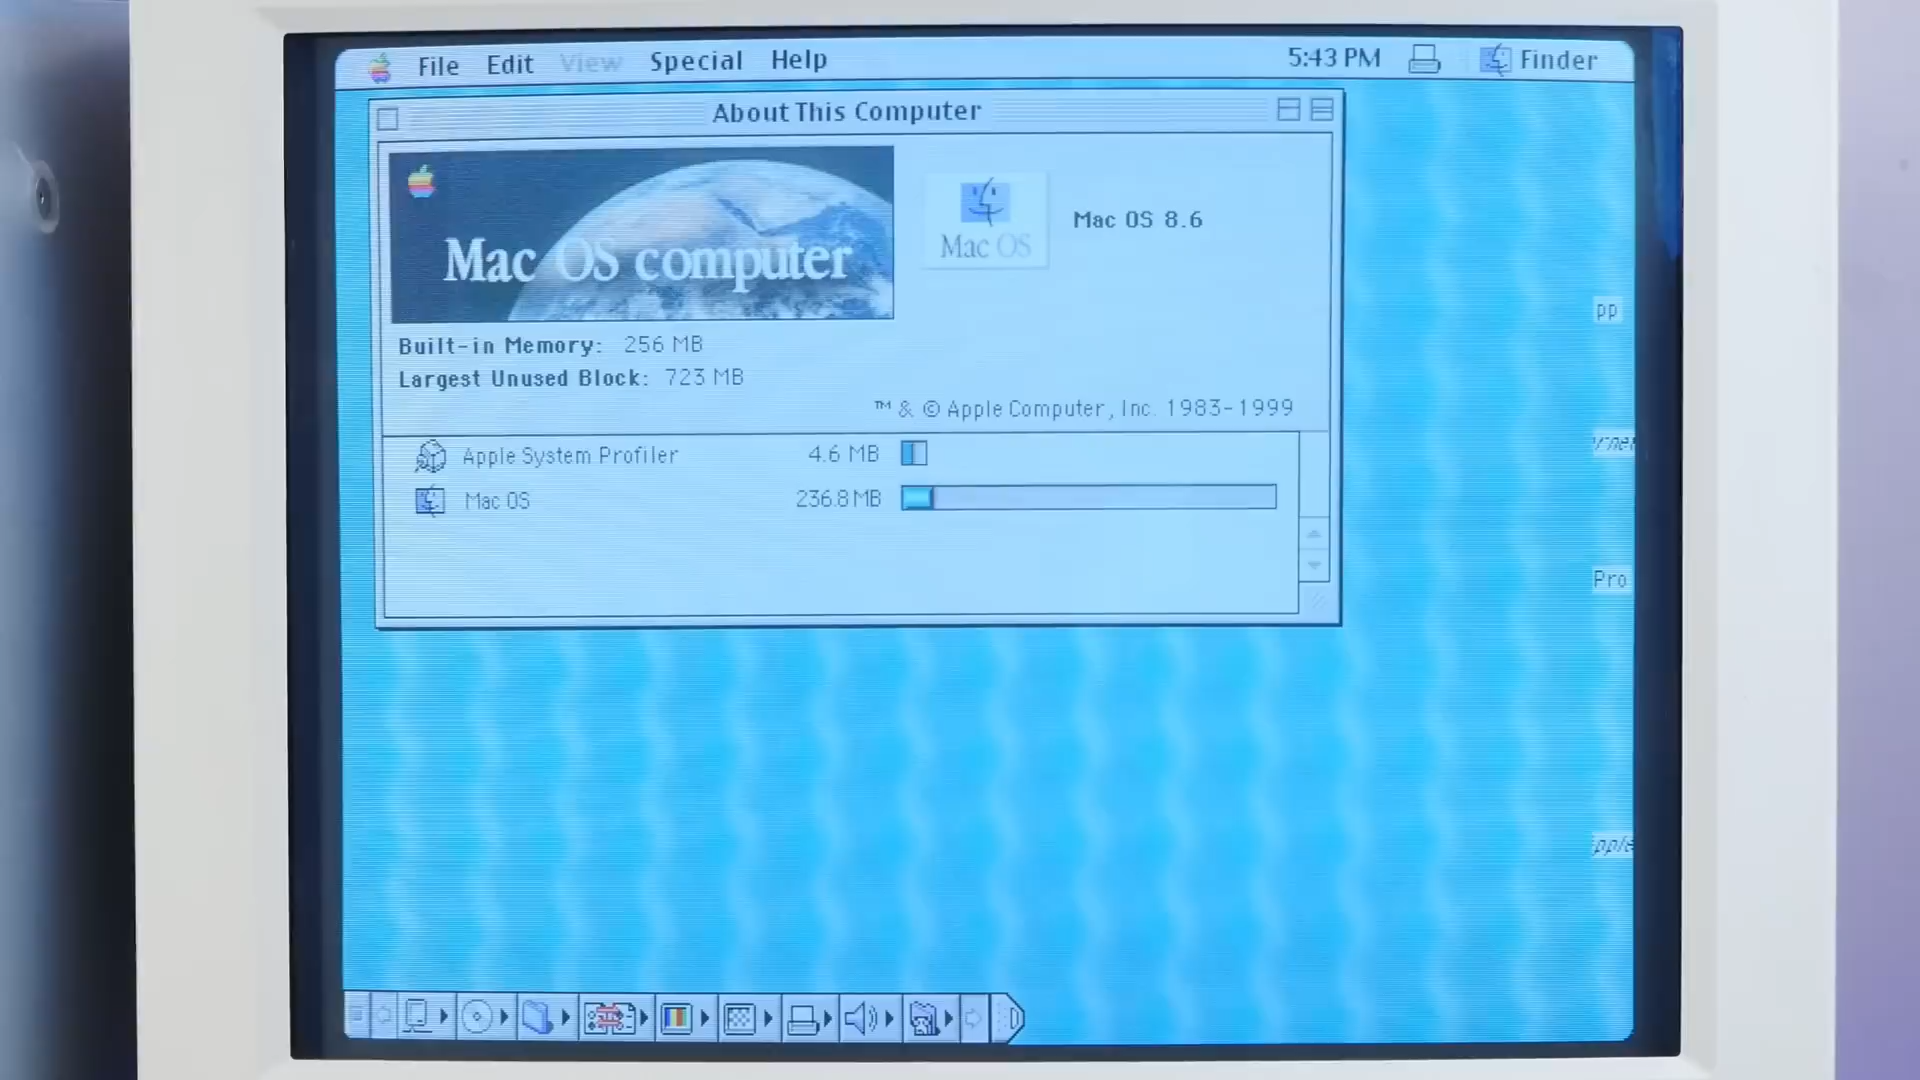 File Edit View Special Help 5:43 PM Finder
About This Computer
Mac OS computer
Mac OS
Mac OS 8.6
Built-in Memory: 256 MB
Largest Unused Block: 723 MB
™ & © Apple Computer, Inc. 1983-1999
Apple System Profiler 4.6 MB
Mac OS 236.8 MB
pp
Pro
pple